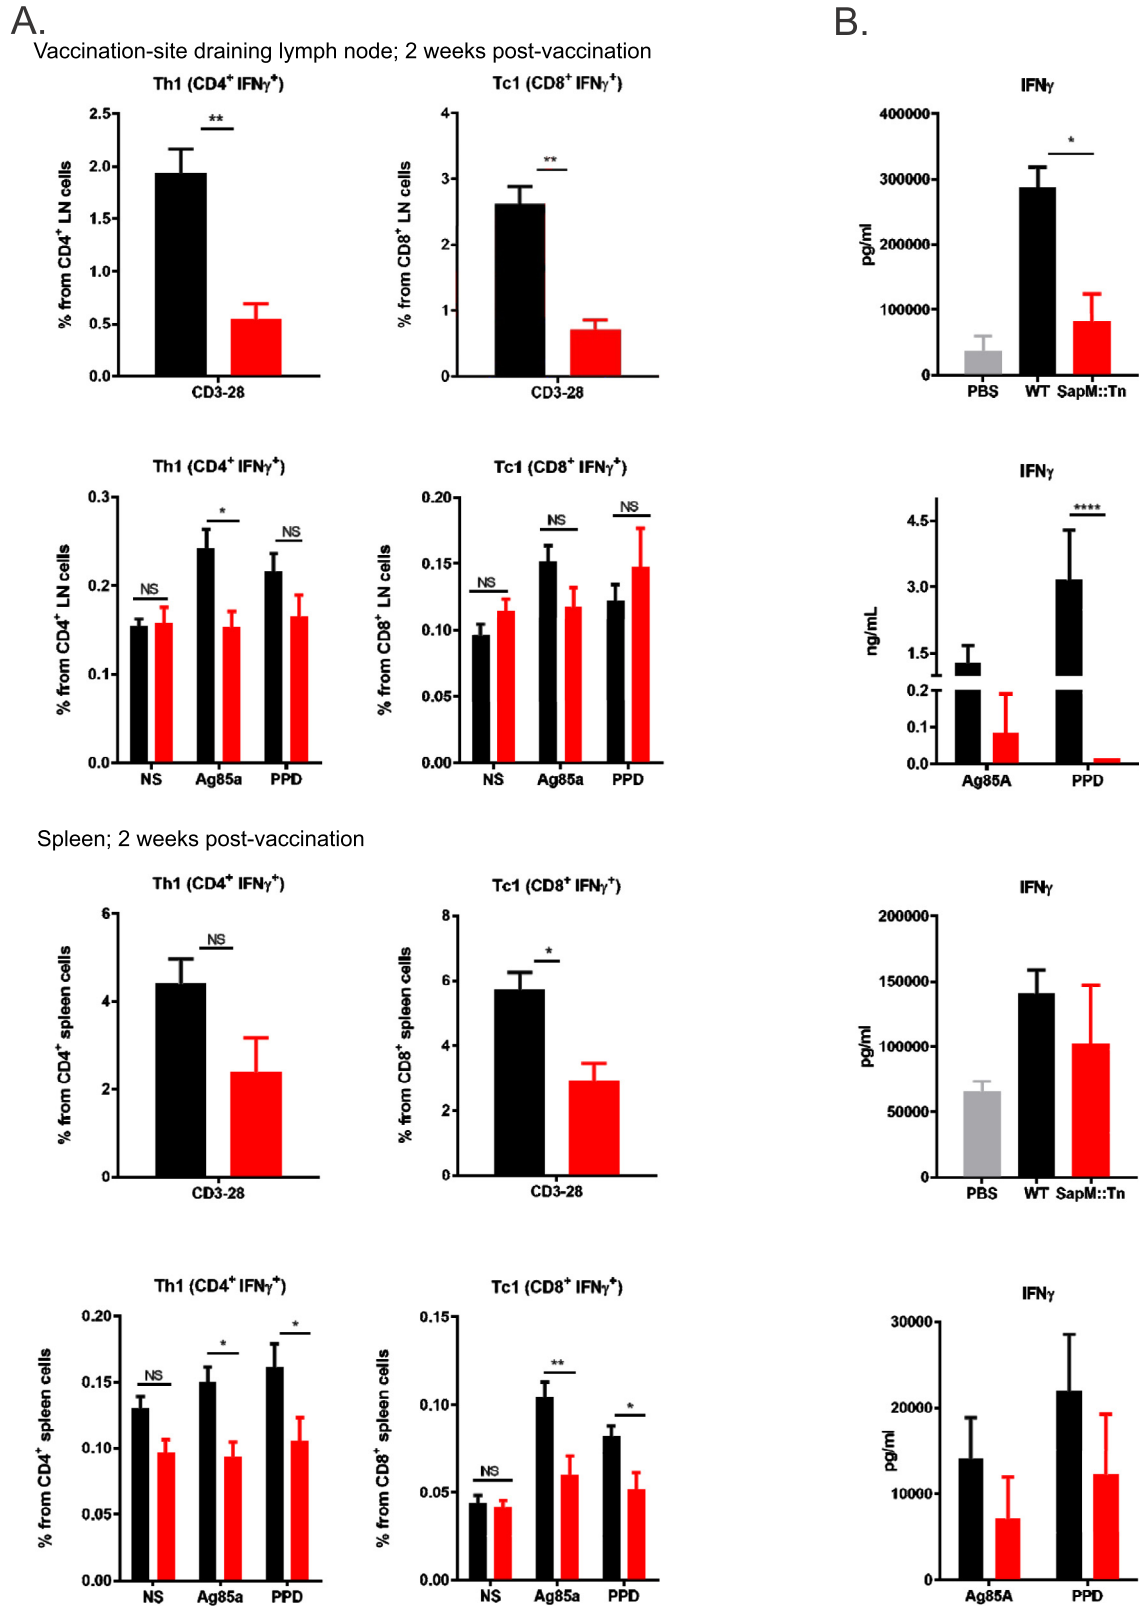 A.
B.
Vaccination-site draining lymph node; 2 weeks post-vaccination
Th1 (CD4⁺ IFNγ⁺)
% from CD4⁺ LN cells
2.5
2.0
1.5
1.0
0.5
0.0
**
CD3-28
Tc1 (CD8⁺ IFNγ⁺)
% from CD8⁺ LN cells
4
3
2
1
0
**
CD3-28
IFNγ
pg/ml
400000
300000
200000
100000
0
*
PBS WT SapM::Tn
Th1 (CD4⁺ IFNγ⁺)
% from CD4⁺ LN cells
0.3
0.2
0.1
0.0
NS
*
NS
NS Ag85a PPD
Tc1 (CD8⁺ IFNγ⁺)
% from CD8⁺ LN cells
0.20
0.15
0.10
0.05
0.00
NS
NS
NS
NS Ag85a PPD
IFNγ
ng/mL
4.5
3.0
1.5
0.2
0.1
0.0
****
Ag85A PPD
Spleen; 2 weeks post-vaccination
Th1 (CD4⁺ IFNγ⁺)
% from CD4⁺ spleen cells
6
4
2
0
NS
CD3-28
Tc1 (CD8⁺ IFNγ⁺)
% from CD8⁺ spleen cells
8
6
4
2
0
*
CD3-28
IFNγ
pg/ml
200000
150000
100000
50000
0
PBS WT SapM::Tn
Th1 (CD4⁺ IFNγ⁺)
% from CD4⁺ spleen cells
0.20
0.15
0.10
0.05
0.00
NS
*
*
NS Ag85a PPD
Tc1 (CD8⁺ IFNγ⁺)
% from CD8⁺ spleen cells
0.15
0.10
0.05
0.00
NS
**
*
NS Ag85a PPD
IFNγ
pg/ml
30000
20000
10000
0
Ag85A PPD